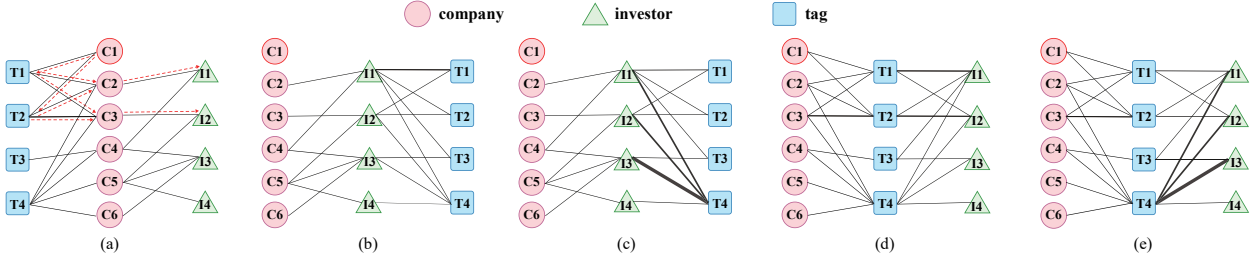 company investor tag
C1 C1 C1 C1 C1
T1 C2 I1 C2 I1 T1 C2 I1 T1 C2 T1 I1 C2 T1 I1
T2 C3 I2 C3 I2 T2 C3 I2 T2 C3 T2 I2 C3 T2 I2
T3 C4 I3 C4 I3 T3 C4 I3 T3 C4 T3 I3 C4 T3 I3
T4 C5 I4 C5 I4 T4 C5 I4 T4 C5 T4 I4 C5 T4 I4
C6 C6 C6 C6 C6
(a) (b) (c) (d) (e)